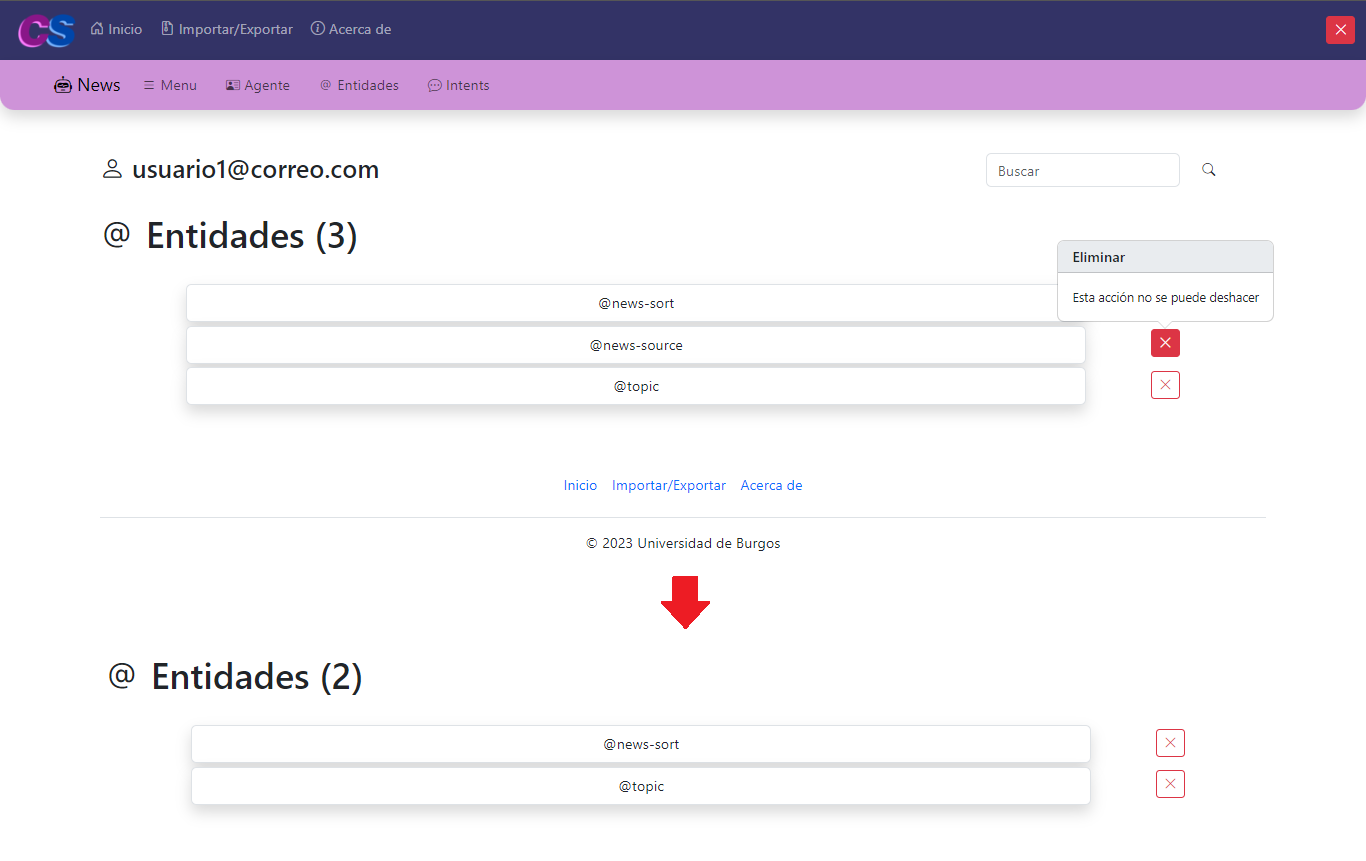 CS Inicio Importar/Exportar Acerca de
News Menu Agente Entidades Intents
usuario1@correo.com Buscar
@ Entidades (3)
Eliminar
Esta acción no se puede deshacer
@news-sort
@news-source
@topic
Inicio Importar/Exportar Acerca de
© 2023 Universidad de Burgos
@ Entidades (2)
@news-sort
@topic